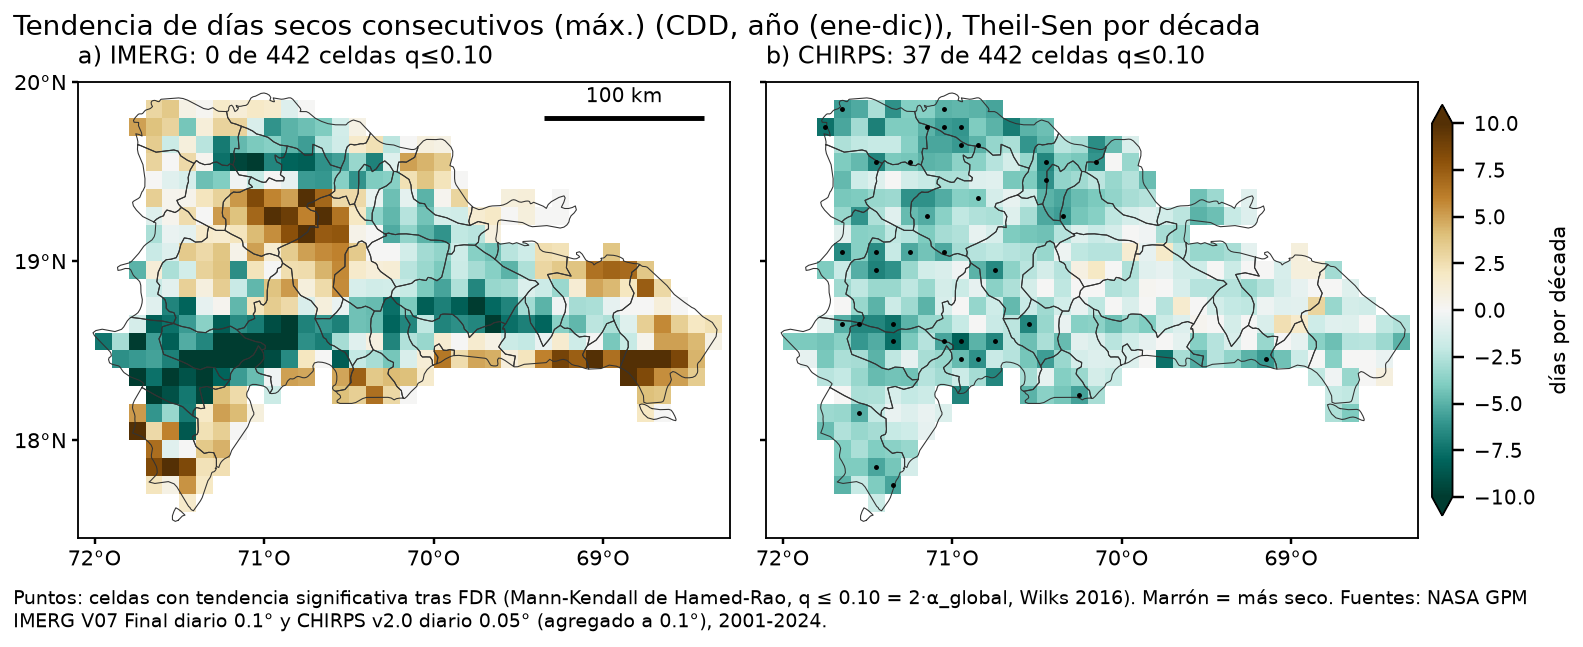 Tendencia de días secos consecutivos (máx.) (CDD, año (ene-dic)), Theil-Sen por década
a) IMERG: 0 de 442 celdas q≤0.10
b) CHIRPS: 37 de 442 celdas q≤0.10
100 km
20°N
19°N
18°N
72°O
71°O
70°O
69°O
72°O
71°O
70°O
69°O
10.0
7.5
5.0
2.5
0.0
−2.5
−5.0
−7.5
−10.0
días por década
Puntos: celdas con tendencia significativa tras FDR (Mann-Kendall de Hamed-Rao, q ≤ 0.10 = 2·α_global, Wilks 2016). Marrón = más seco. Fuentes: NASA GPM
IMERG V07 Final diario 0.1° y CHIRPS v2.0 diario 0.05° (agregado a 0.1°), 2001-2024.